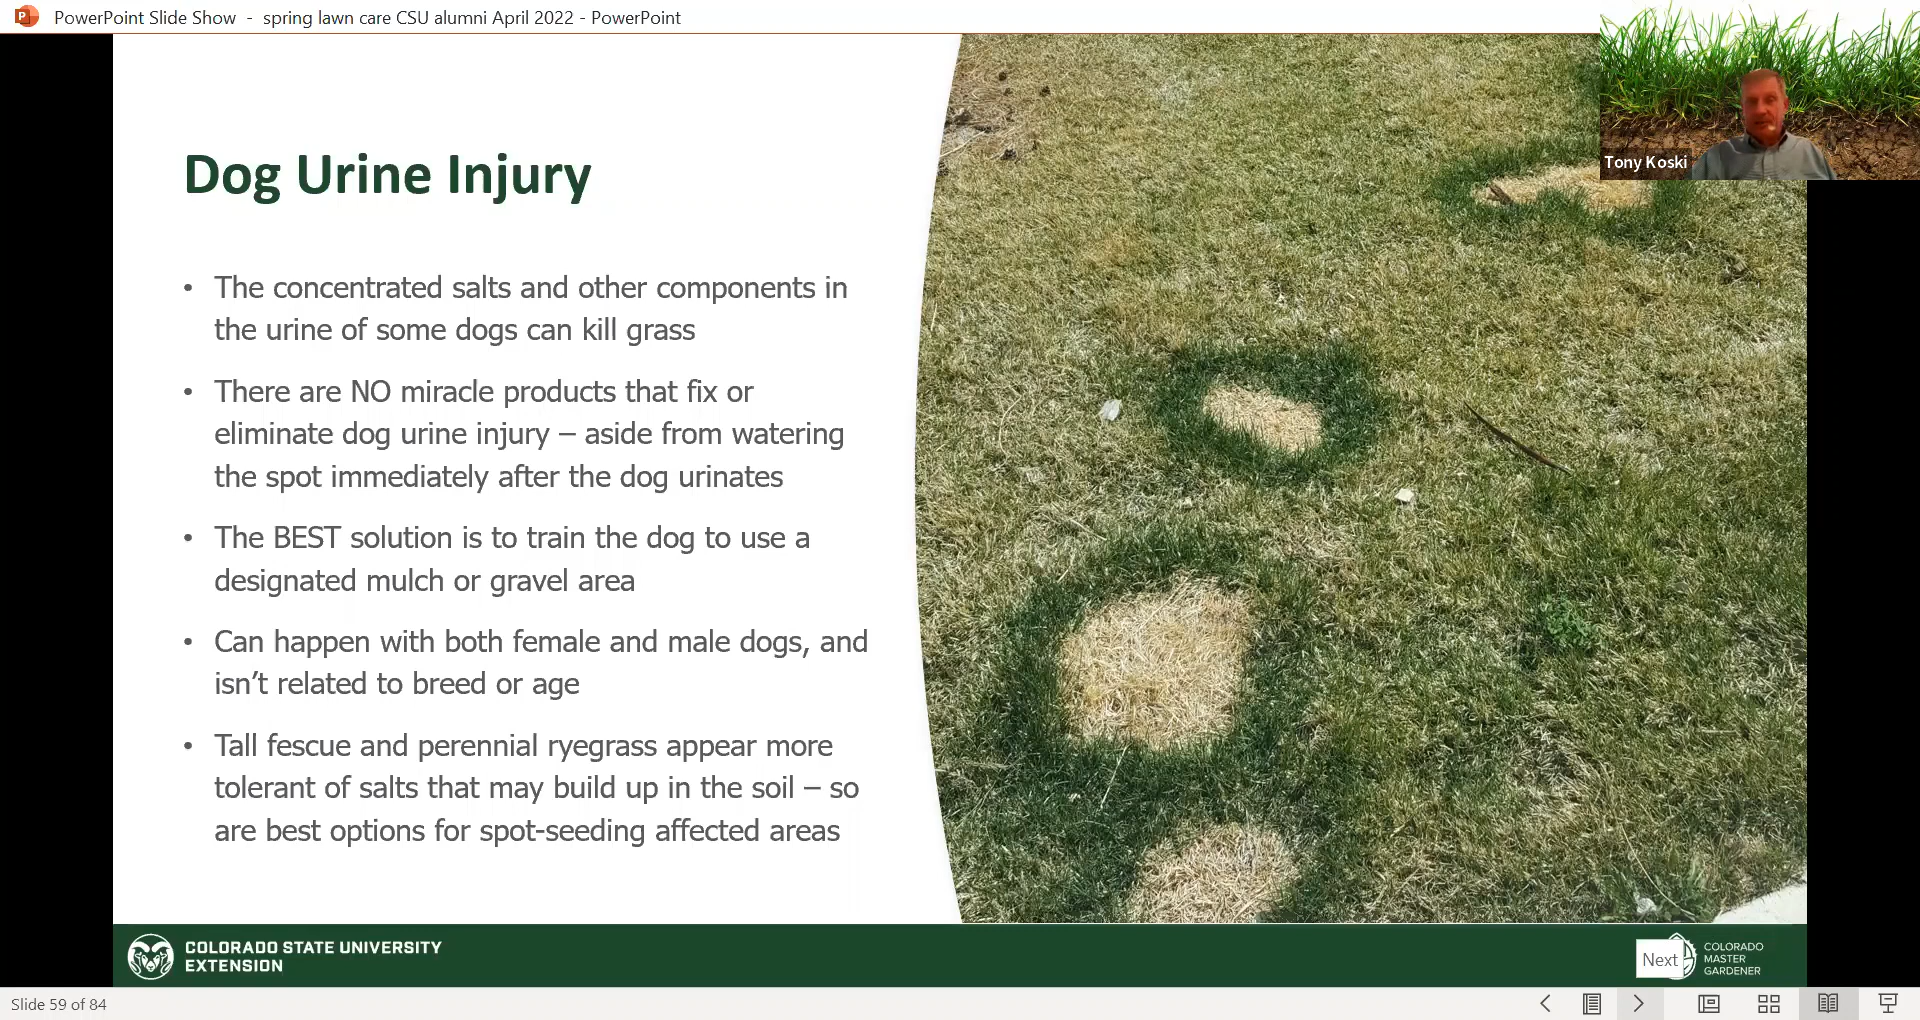 PowerPoint Slide Show - spring lawn care CSU alumni April 2022 - PowerPoint
Tony Koski
Dog Urine Injury
• The concentrated salts and other components in
the urine of some dogs can kill grass
• There are NO miracle products that fix or
eliminate dog urine injury – aside from watering
the spot immediately after the dog urinates
• The BEST solution is to train the dog to use a
designated mulch or gravel area
• Can happen with both female and male dogs, and
isn’t related to breed or age
• Tall fescue and perennial ryegrass appear more
tolerant of salts that may build up in the soil – so
are best options for spot-seeding affected areas
COLORADO STATE UNIVERSITY
EXTENSION
Next
COLORADO
MASTER
GARDENER
Slide 59 of 84